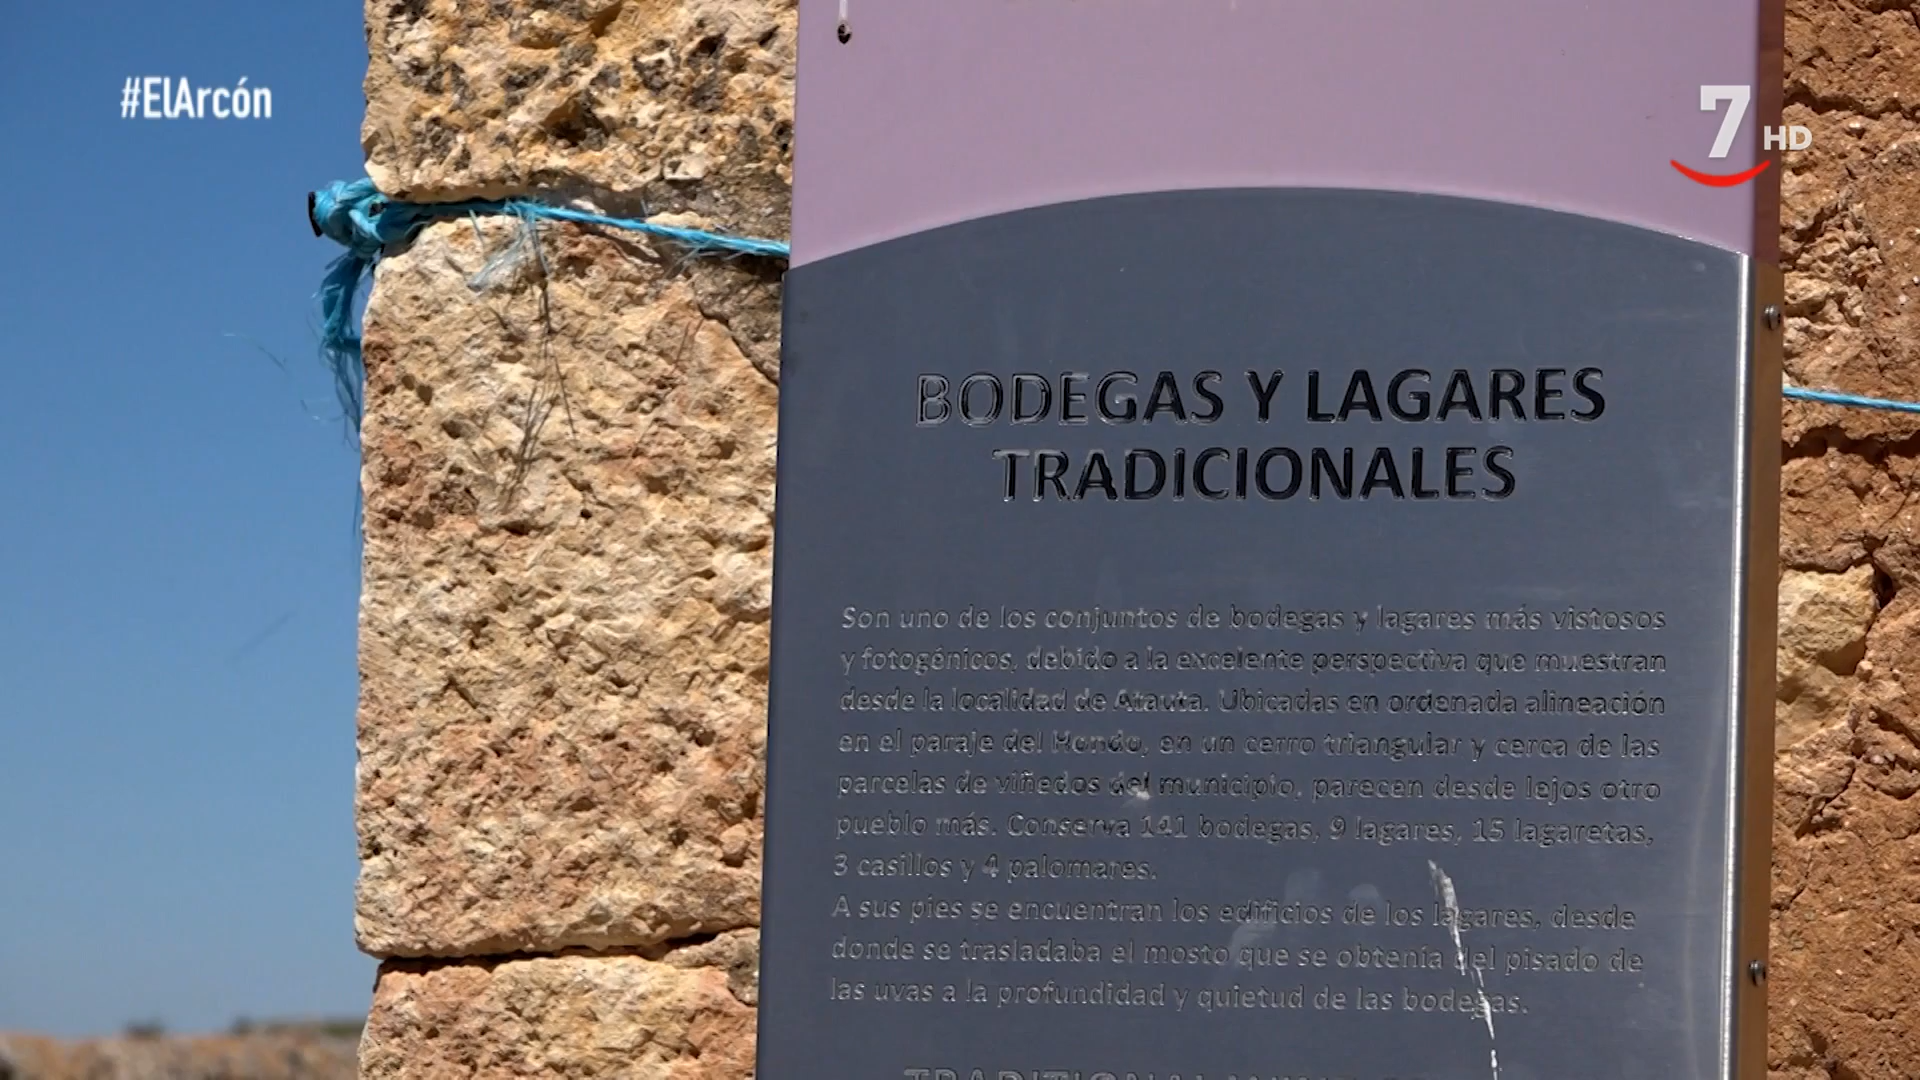 #ElArcón
7 HD
BODEGAS Y LAGARES
TRADICIONALES
Son uno de los conjuntos de bodegas y lagares más vistosos
y fotogénicos, debido a la excelente perspectiva que muestran
desde la localidad de Atauta. Ubicadas en ordenada alineación
en el paraje del Hondo, en un cerro triangular y cerca de las
parcelas de viñedos del municipio, parecen desde lejos otro
pueblo más. Conserva 141 bodegas, 9 lagares, 15 lagaretas,
3 casillos y 4 palomares.
A sus pies se encuentran los edificios de los lagares, desde
donde se trasladaba el mosto que se obtenía del pisado de
las uvas a la profundidad y quietud de las bodegas.
TRADITIONAL